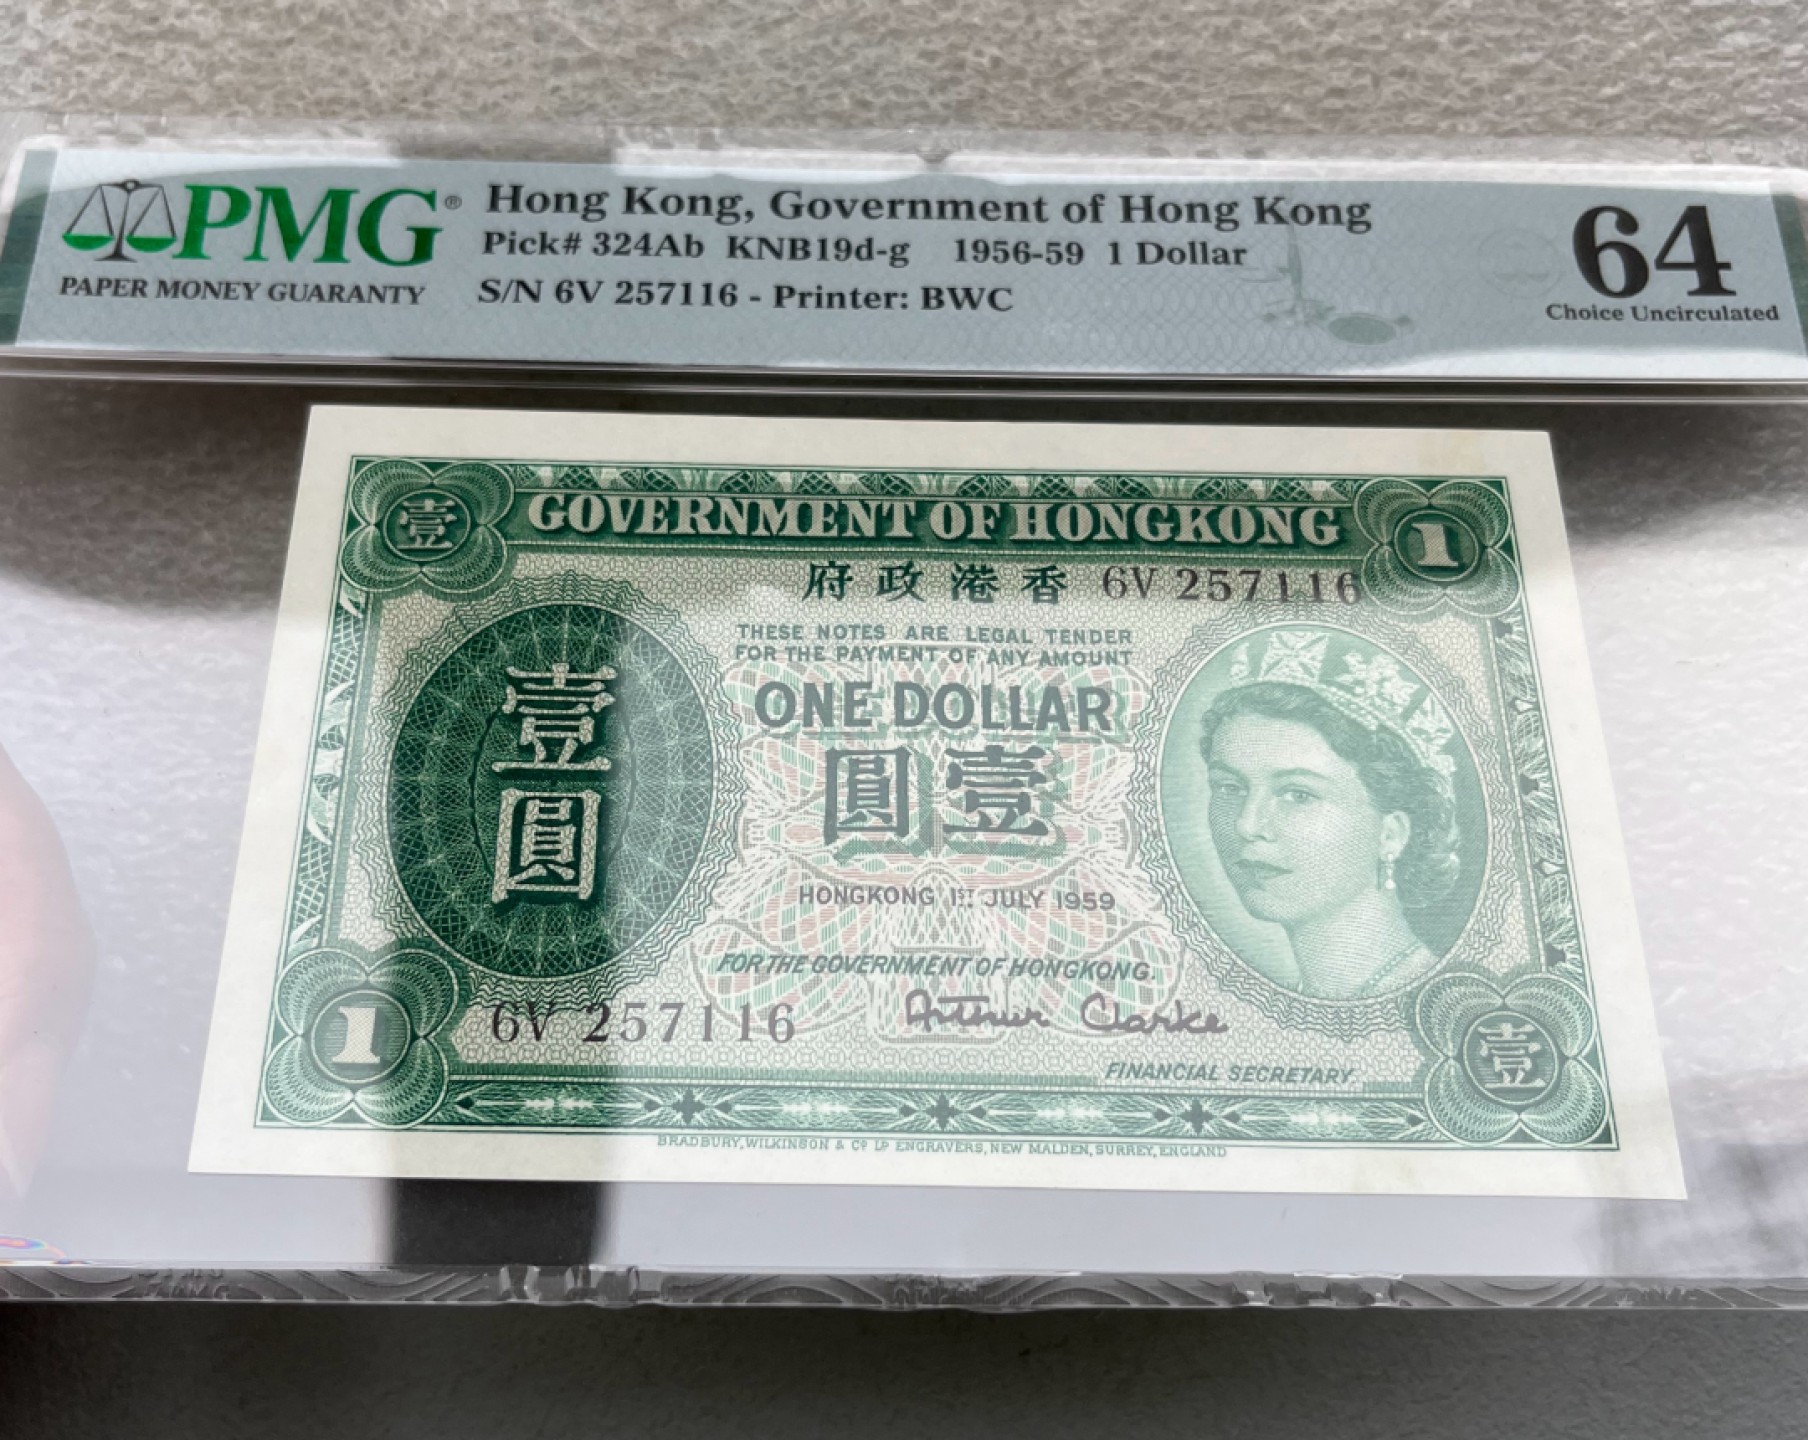 PMG®
PAPER MONEY GUARANTY
Hong Kong, Government of Hong Kong
Pick# 324Ab KNB19d-g 1956-59 1 Dollar
S/N 6V 257116 - Printer: BWC
64
Choice Uncirculated
壹
GOVERNMENT OF HONGKONG
1
府政港香 6V 257116
THESE NOTES ARE LEGAL TENDER
FOR THE PAYMENT OF ANY AMOUNT
ONE DOLLAR
圓壹
壹
圓
HONGKONG 1ST JULY 1959
FOR THE GOVERNMENT OF HONGKONG.
6V 257116
Arthur Clarke
FINANCIAL SECRETARY.
1
壹
BRADBURY, WILKINSON & Co Ld ENGRAVERS, NEW MALDEN, SURREY, ENGLAND